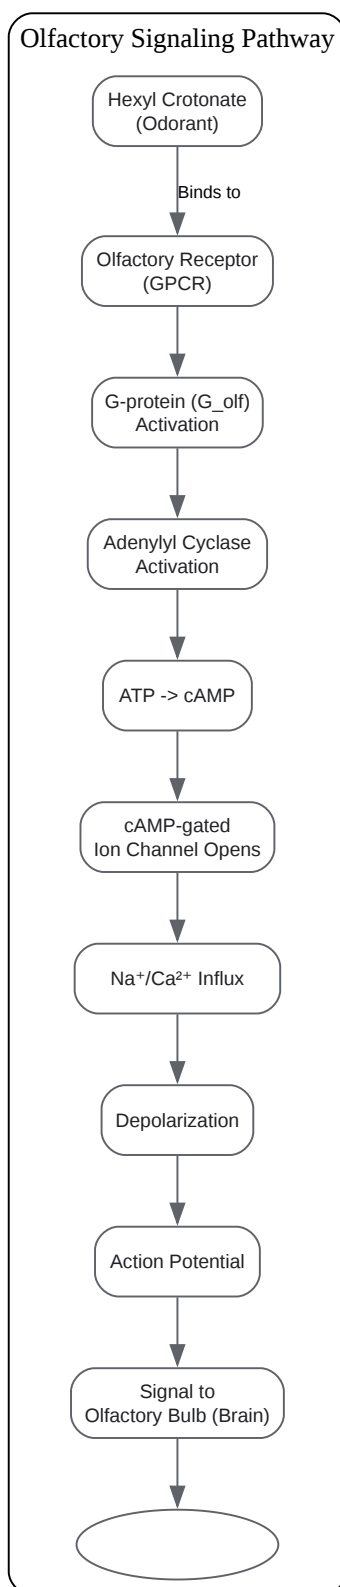 Olfactory Signaling Pathway
Hexyl Crotonate
(Odorant)
Binds to
Olfactory Receptor
(GPCR)
G-protein (G_olf)
Activation
Adenylyl Cyclase
Activation
ATP -> cAMP
cAMP-gated
Ion Channel Opens
Na⁺/Ca²⁺ Influx
Depolarization
Action Potential
Signal to
Olfactory Bulb (Brain)